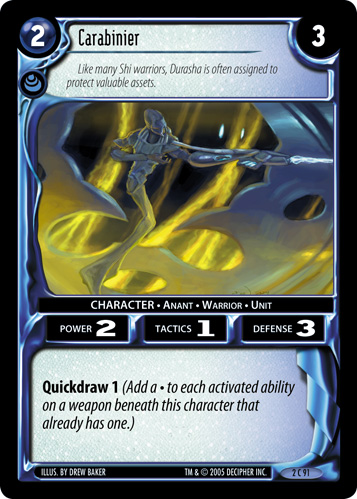 2 Carabinier 3
Like many Shi warriors, Durasha is often assigned to
protect valuable assets.
CHARACTER • ANANT • WARRIOR • UNIT
POWER 2 TACTICS 1 DEFENSE 3
Quickdraw 1 (Add a • to each activated ability
on a weapon beneath this character that
already has one.)
ILLUS. BY DREW BAKER TM & © 2005 DECIPHER INC. 2 C 91